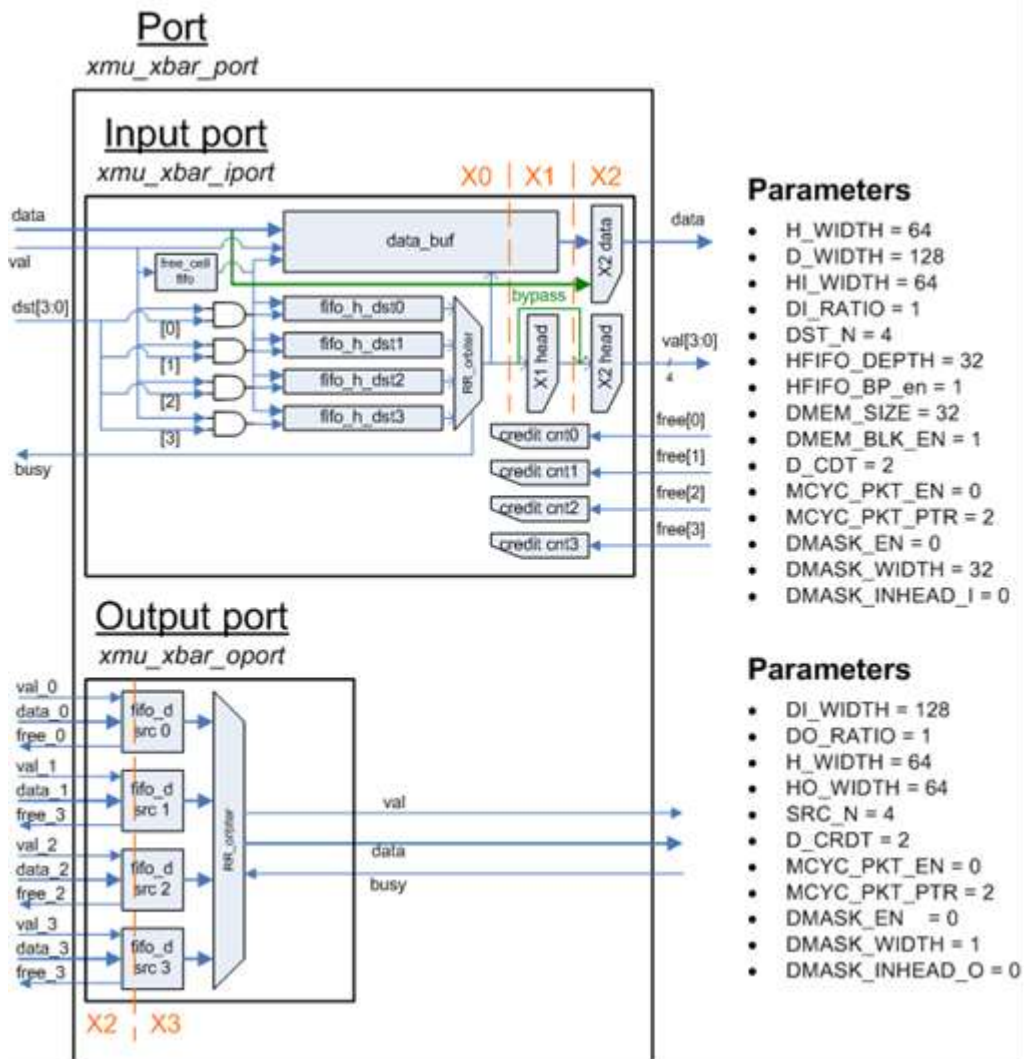 Port
xmu_xbar_port
Input port
xmu_xbar_iport
X0
X1
X2
data
val
dst[3:0]
busy
free_cell
fifo
data_buf
[0]
[1]
[2]
[3]
fifo_h_dst0
fifo_h_dst1
fifo_h_dst2
fifo_h_dst3
RR_orbiter
bypass
X1 head
X2 data
X2 head
credit cnt0
credit cnt1
credit cnt2
credit cnt3
data
val[3:0]
4
free[0]
free[1]
free[2]
free[3]
Parameters
• H_WIDTH = 64
• D_WIDTH = 128
• HI_WIDTH = 64
• DI_RATIO = 1
• DST_N = 4
• HFIFO_DEPTH = 32
• HFIFO_BP_en = 1
• DMEM_SIZE = 32
• DMEM_BLK_EN = 1
• D_CDT = 2
• MCYC_PKT_EN = 0
• MCYC_PKT_PTR = 2
• DMASK_EN = 0
• DMASK_WIDTH = 32
• DMASK_INHEAD_I = 0
Output port
xmu_xbar_oport
val_0
data_0
free_0
val_1
data_1
free_3
val_2
data_2
free_2
val_3
data_3
free_3
fifo_d
src 0
fifo_d
src 1
fifo_d
src 2
fifo_d
src 3
RR_orbiter
val
data
busy
X2
X3
Parameters
• DI_WIDTH = 128
• DO_RATIO = 1
• H_WIDTH = 64
• HO_WIDTH = 64
• SRC_N = 4
• D_CRDT = 2
• MCYC_PKT_EN = 0
• MCYC_PKT_PTR = 2
• DMASK_EN = 0
• DMASK_WIDTH = 1
• DMASK_INHEAD_O = 0